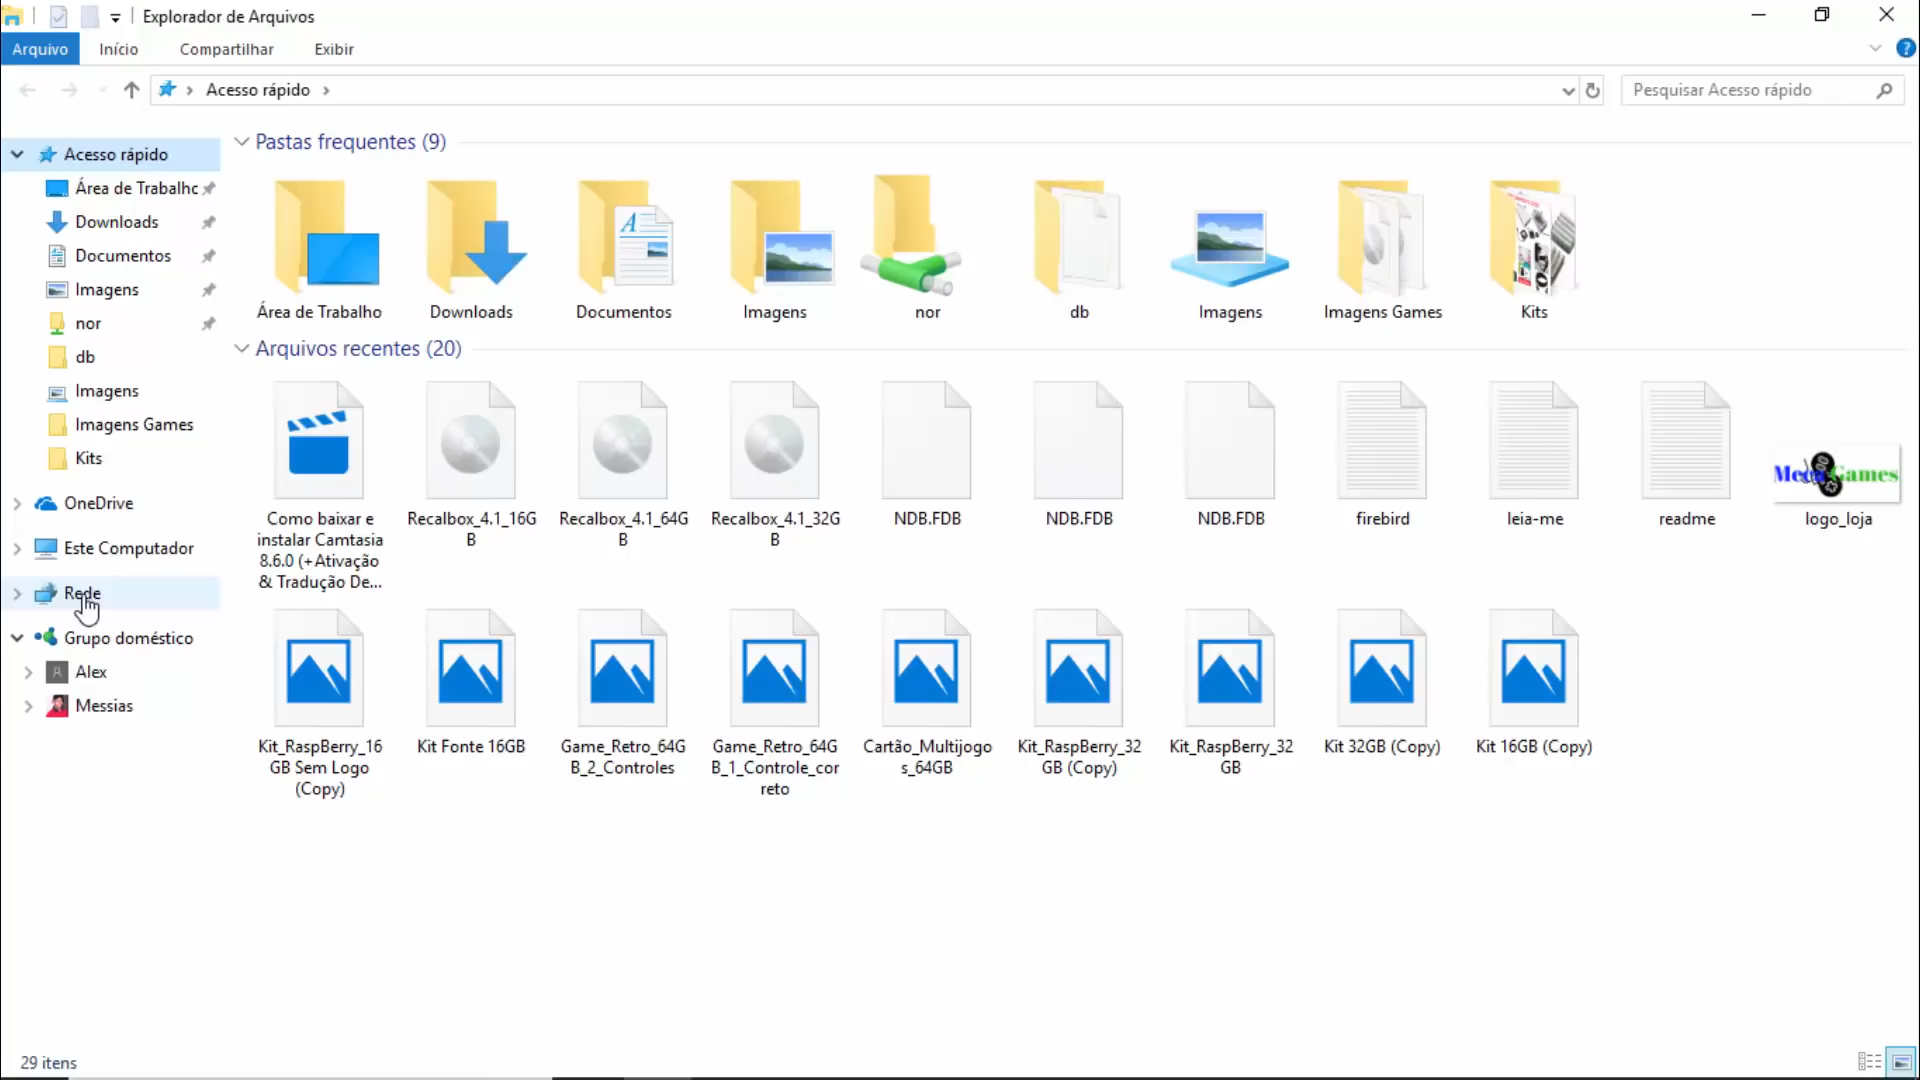 Explorador de Arquivos
Arquivo Início Compartilhar Exibir
Acesso rápido
Pesquisar Acesso rápido
Acesso rápido
Área de Trabalho
Downloads
Documentos
Imagens
nor
db
Imagens
Imagens Games
Kits
OneDrive
Este Computador
Rede
Grupo doméstico
Alex
Messias
Pastas frequentes (9)
Área de Trabalho Downloads Documentos Imagens nor db Imagens Imagens Games Kits
Arquivos recentes (20)
Como baixar e
instalar Camtasia
8.6.0 (+Ativação
& Tradução De...
Recalbox_4.1_16G
B
Recalbox_4.1_64G
B
Recalbox_4.1_32G
B
NDB.FDB
NDB.FDB
NDB.FDB
firebird
leia-me
readme
logo_loja
Kit_RaspBerry_16
GB Sem Logo
(Copy)
Kit Fonte 16GB
Game_Retro_64G
B_2_Controles
Game_Retro_64G
B_1_Controle_cor
reto
Cartão_Multijogo
s_64GB
Kit_RaspBerry_32
GB (Copy)
Kit_RaspBerry_32
GB
Kit 32GB (Copy)
Kit 16GB (Copy)
29 itens